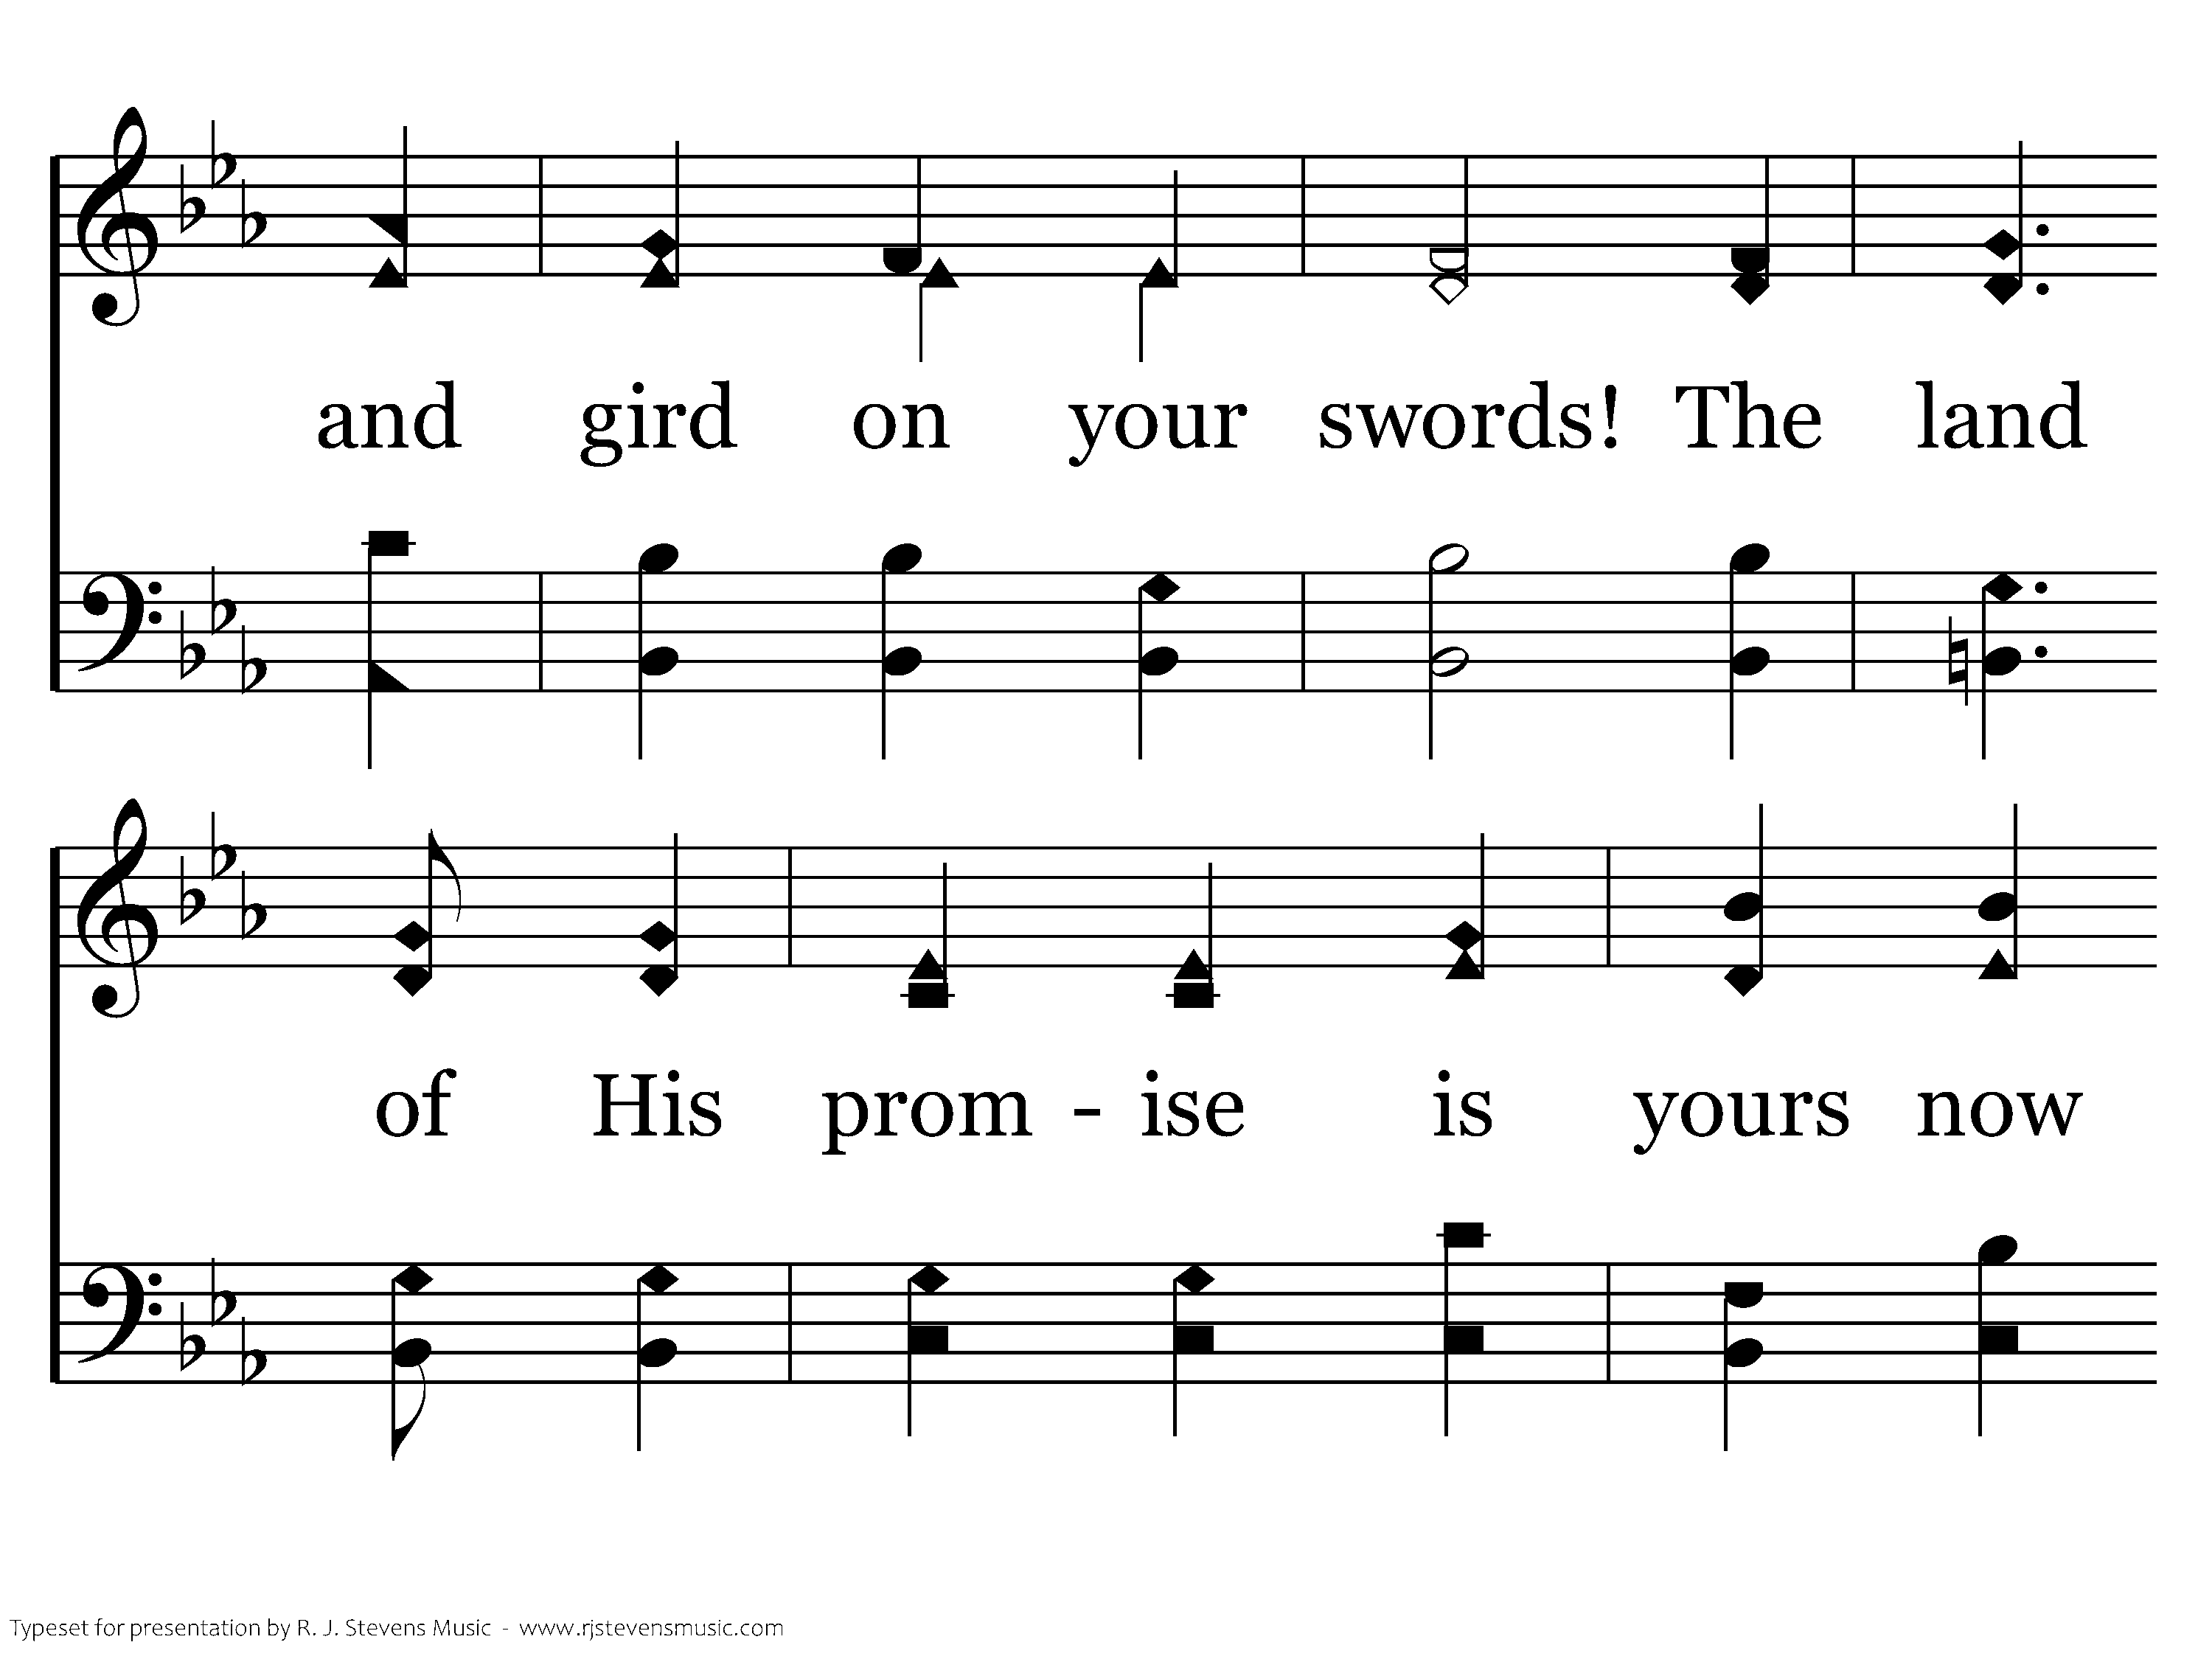 and gird on your swords! The land
of His prom - ise is yours now
Typeset for presentation by R. J. Stevens Music - www.rjstevensmusic.com